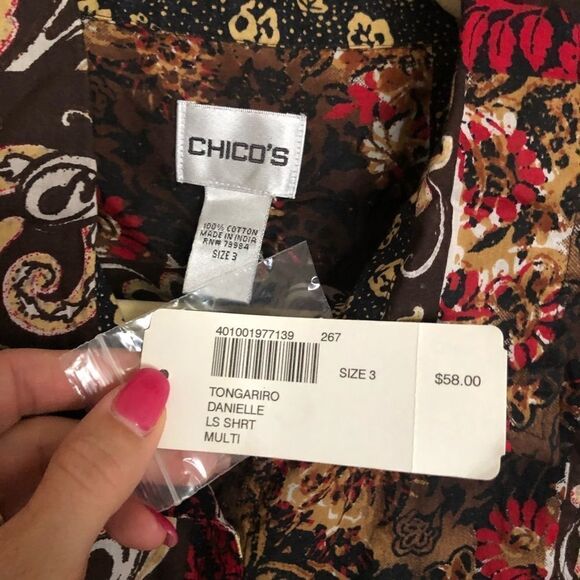 CHICO'S
100% COTTON
MADE IN INDIA
RN# 79984
SIZE 3
401001977139 267
SIZE 3 $58.00
TONGARIRO
DANIELLE
LS SHRT
MULTI